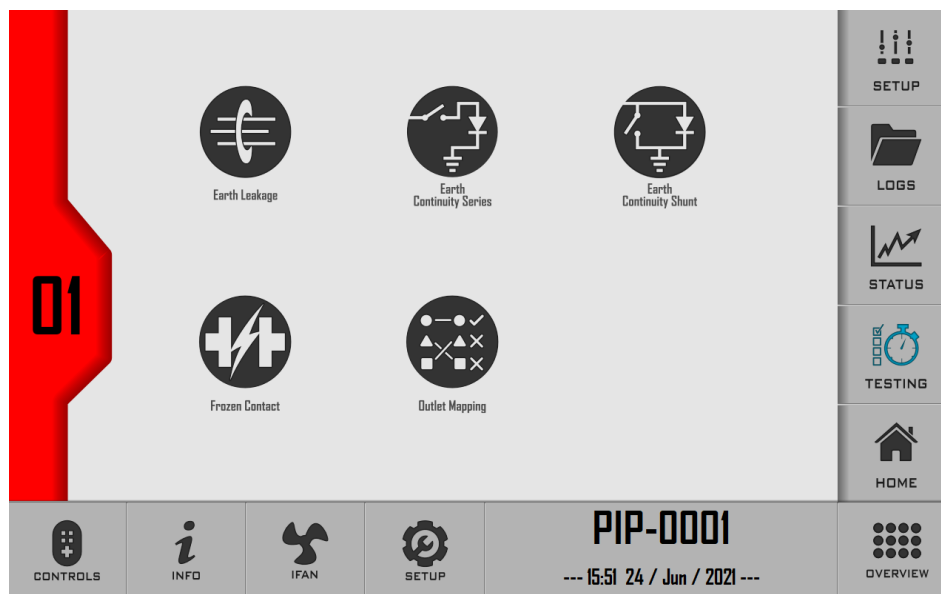 SETUP
LOGS
STATUS
TESTING
HOME
Earth Leakage
Earth
Continuity Series
Earth
Continuity Shunt
01
Frozen Contact
Outlet Mapping
CONTROLS
INFO
IFAN
SETUP
PIP-0001
--- 15:51 24 / Jun / 2021 ---
OVERVIEW